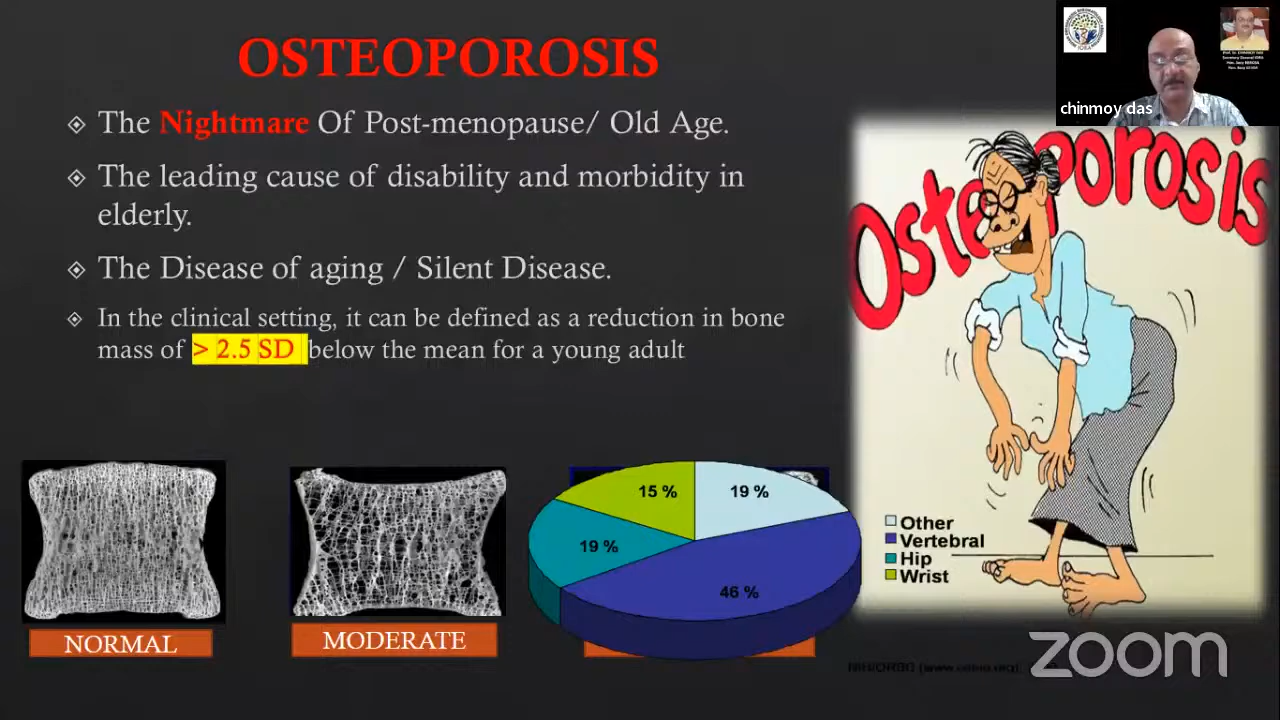 OSTEOPOROSIS
The Nightmare Of Post-menopause/ Old Age.
The leading cause of disability and morbidity in
elderly.
The Disease of aging / Silent Disease.
In the clinical setting, it can be defined as a reduction in bone
mass of > 2.5 SD below the mean for a young adult
chinmoy das
Osteoporosis
NORMAL
MODERATE
15 %
19 %
19 %
46 %
Other
Vertebral
Hip
Wrist
zoom